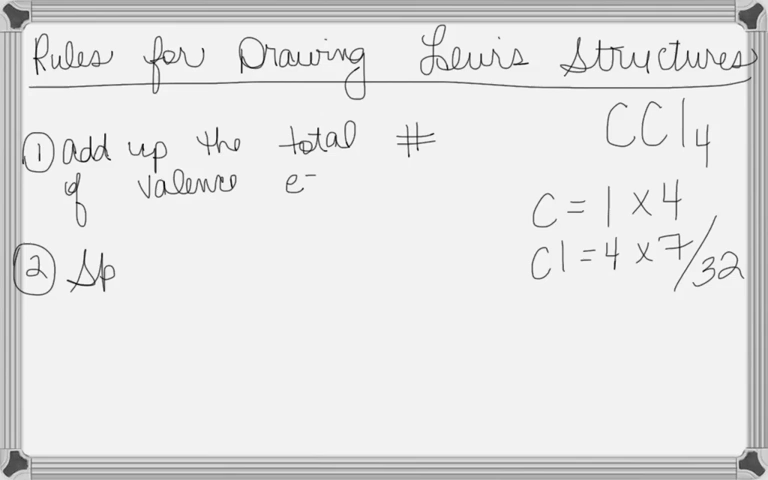 Rules for Drawing Lewis Structures
① add up the total #
of valence e⁻
② Sp
CCl₄
C = 1 x 4
Cl = 4 x 7/32